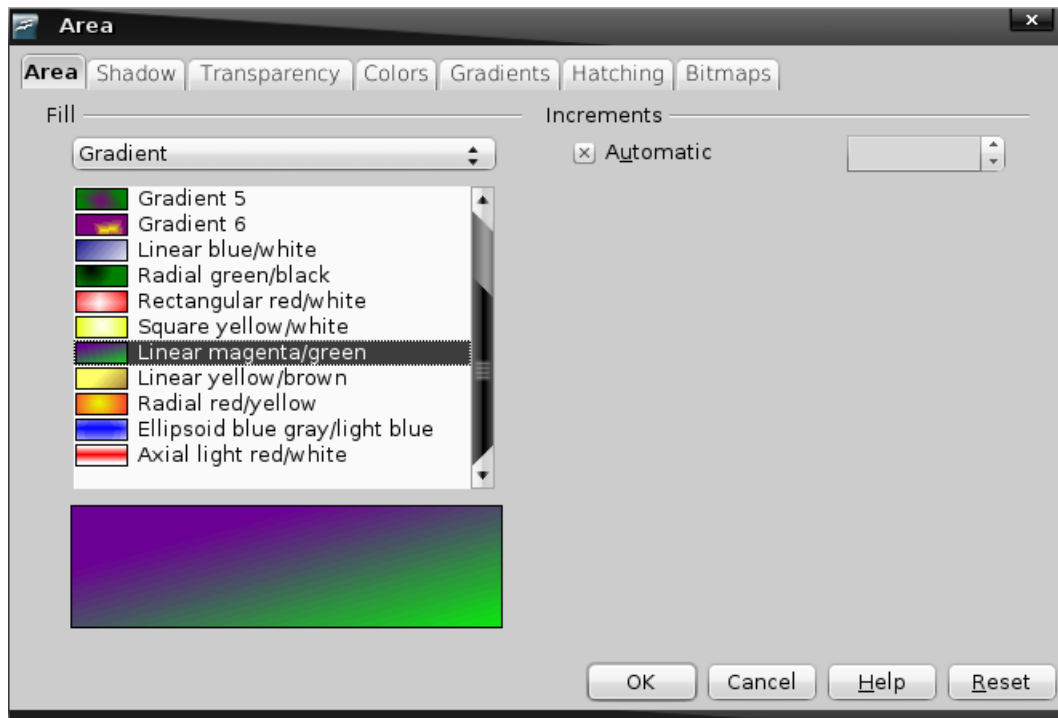 Area
Area Shadow Transparency Colors Gradients Hatching Bitmaps
Fill
Gradient
Gradient 5
Gradient 6
Linear blue/white
Radial green/black
Rectangular red/white
Square yellow/white
Linear magenta/green
Linear yellow/brown
Radial red/yellow
Ellipsoid blue gray/light blue
Axial light red/white
Increments
Automatic
OK Cancel Help Reset